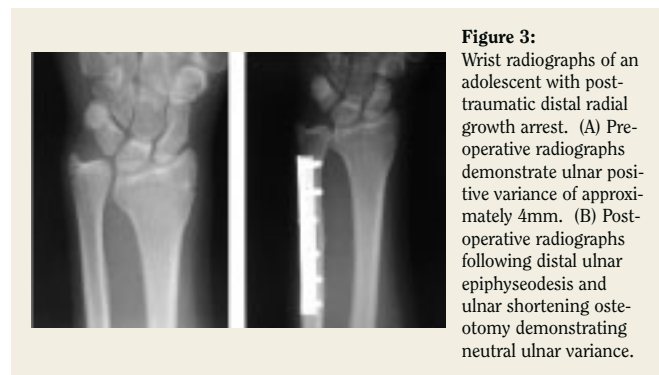 Figure 3:
Wrist radiographs of an
adolescent with post-
traumatic distal radial
growth arrest. (A) Pre-
operative radiographs
demonstrate ulnar posi-
tive variance of approxi-
mately 4mm. (B) Post-
operative radiographs
following distal ulnar
epiphyseodesis and
ulnar shortening oste-
otomy demonstrating
neutral ulnar variance.